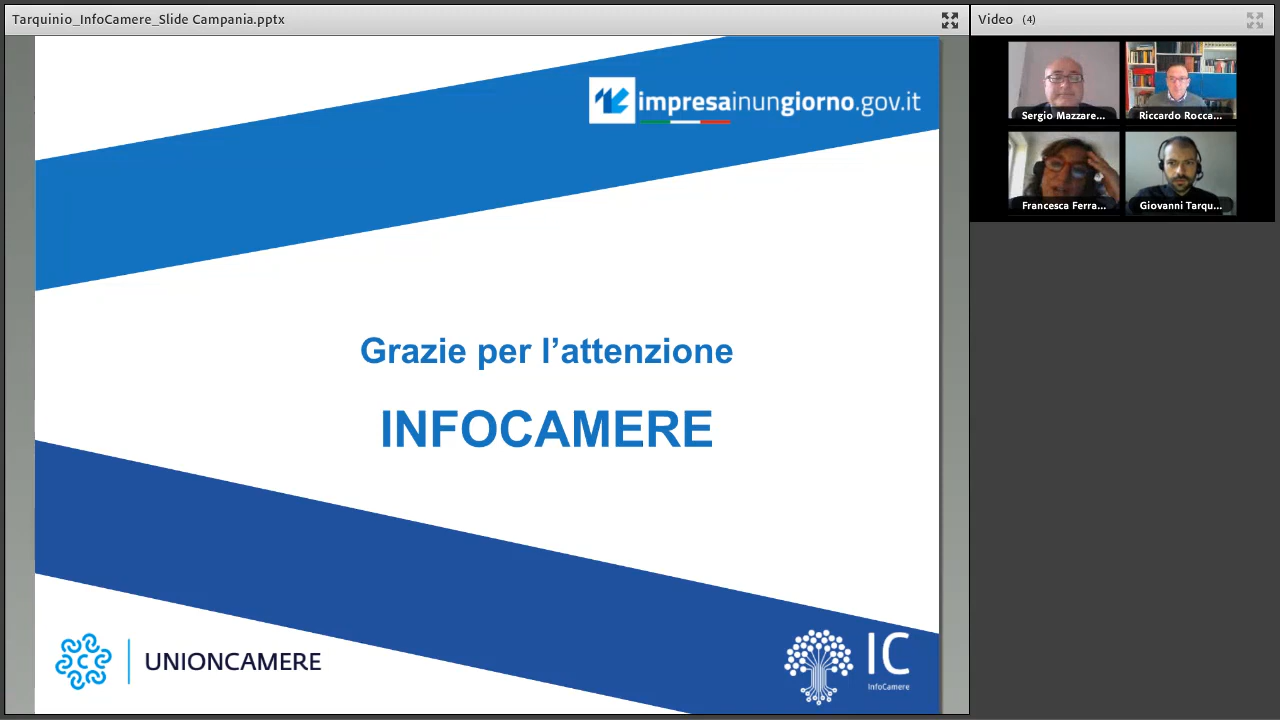 Tarquinio_InfoCamere_Slide Campania.pptx
Video (4)
impresainungiorno.gov.it
Sergio Mazzare...
Riccardo Rocca...
Francesca Ferra...
Giovanni Tarqu...
Grazie per l’attenzione
INFOCAMERE
UNIONCAMERE
IC
InfoCamere